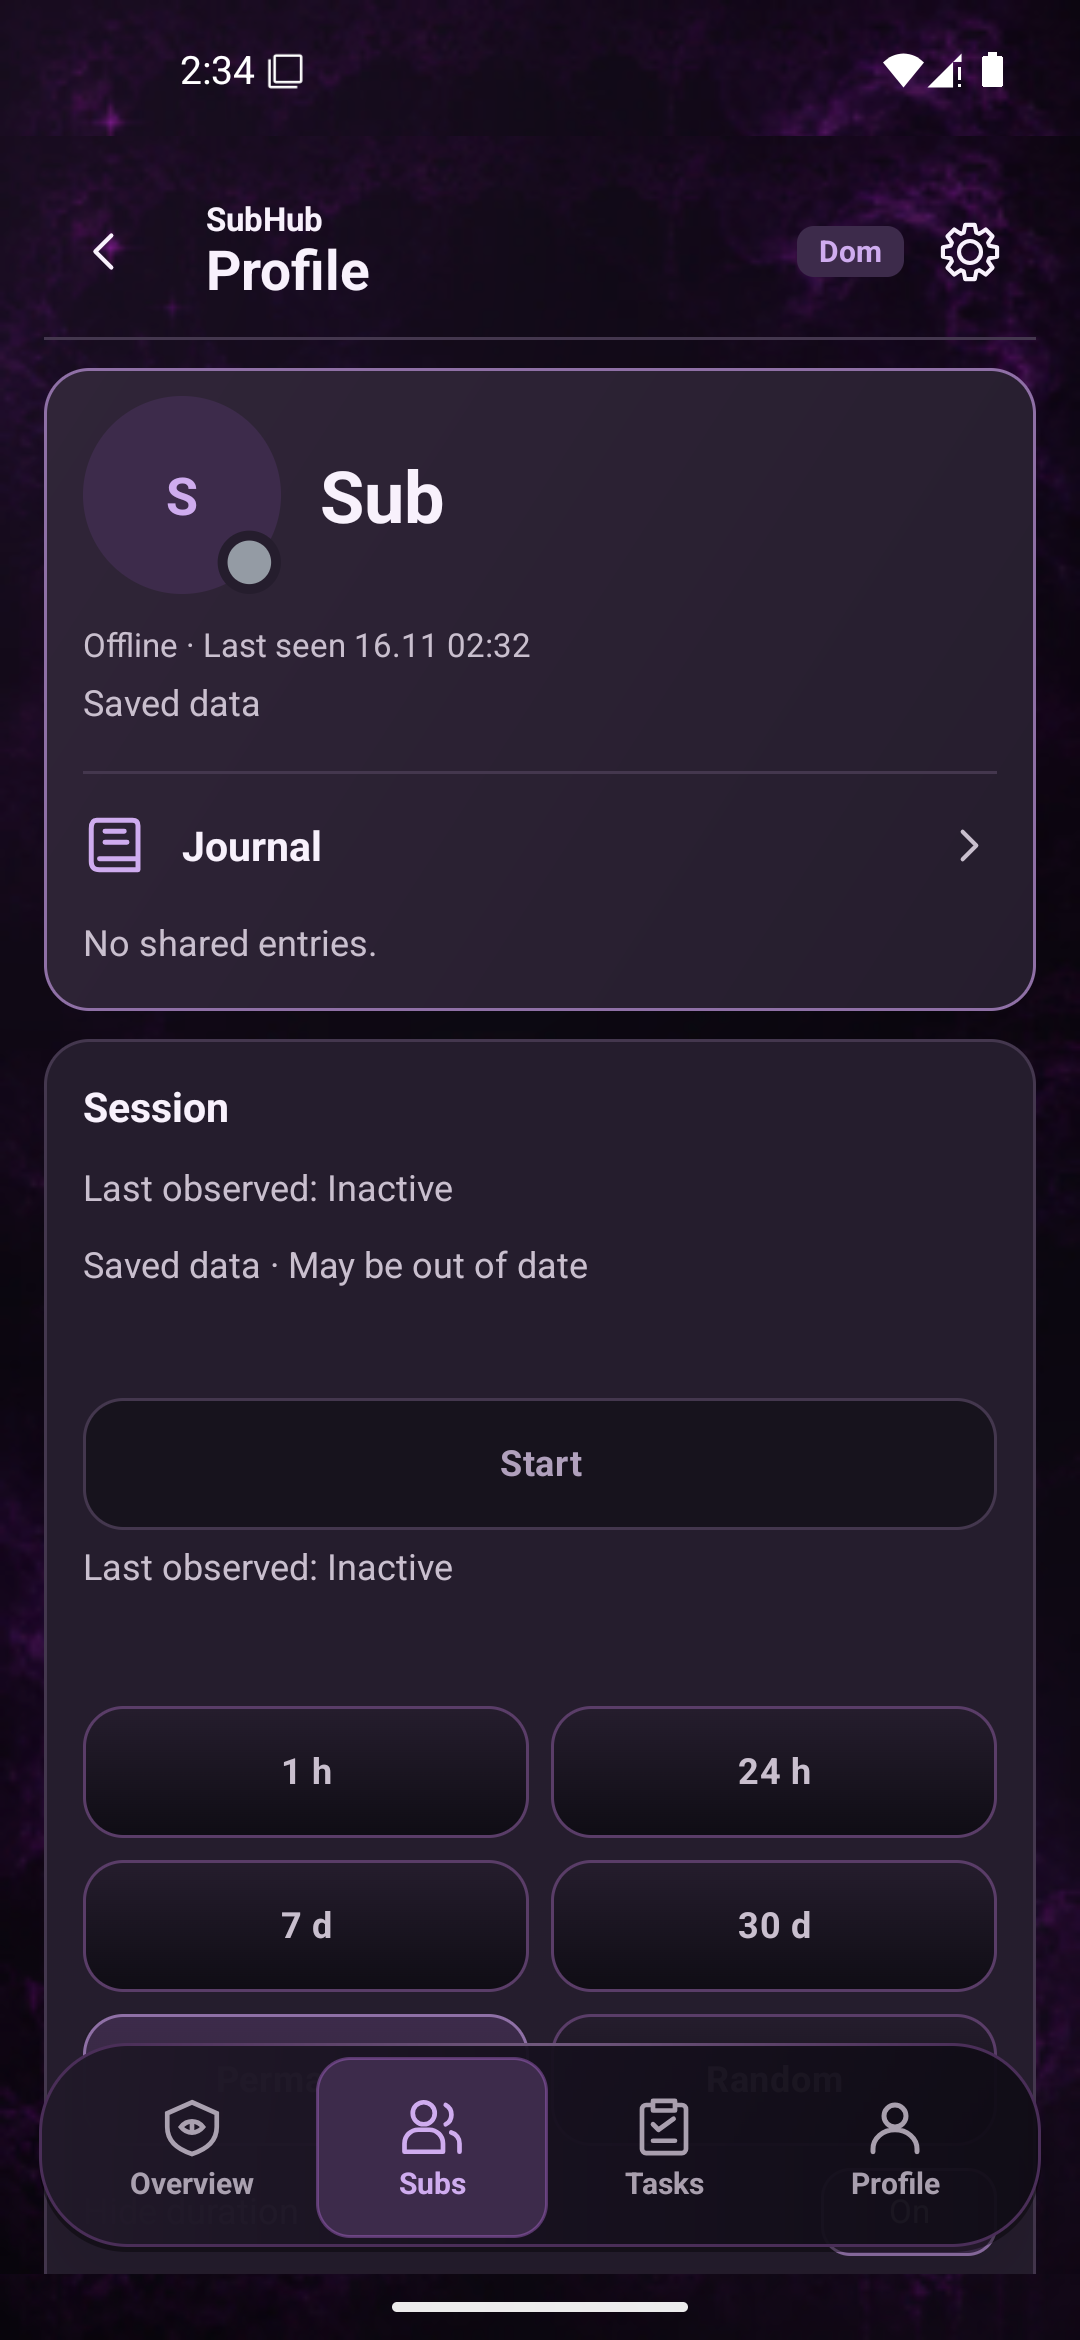 2:34
SubHub
Profile
Dom
S
Sub
Offline · Last seen 16.11 02:32
Saved data
Journal
No shared entries.
Session
Last observed: Inactive
Saved data · May be out of date
Start
Last observed: Inactive
1 h
24 h
7 d
30 d
Random
On
Overview
Subs
Tasks
Profile